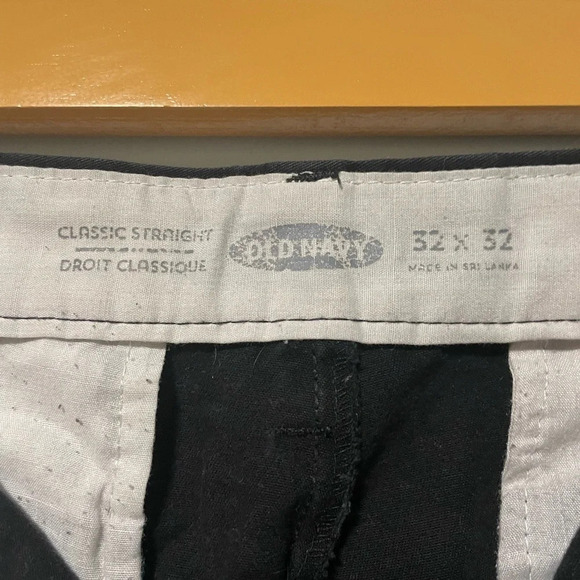 CLASSIC STRAIGHT
DROIT CLASSIQUE
OLD NAVY
32 x 32
MADE IN SRI LANKA